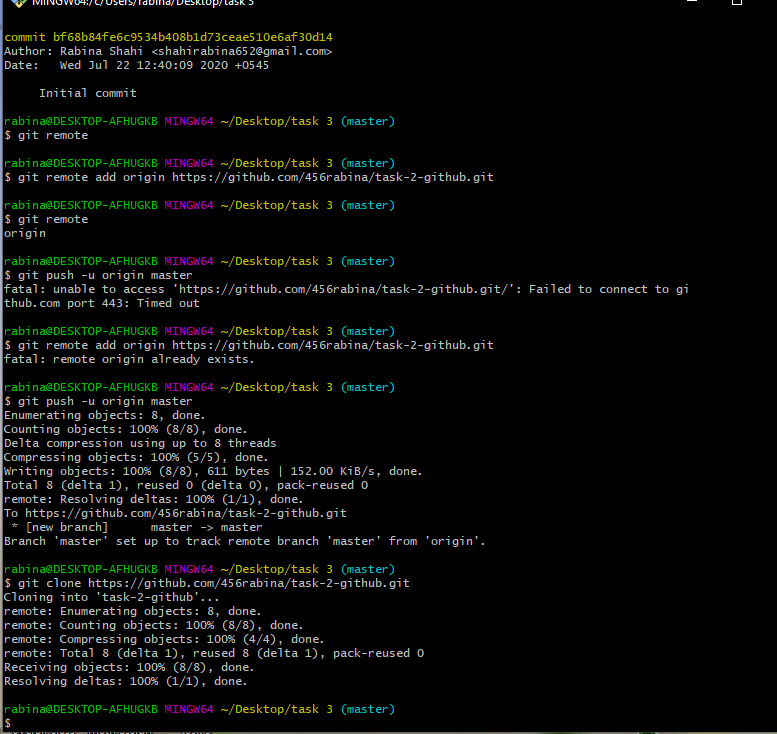 MINGW64:/c/Users/rabina/Desktop/task 3
commit bf68b84fe6c9534b408b1d73ceae510e6af30d14
Author: Rabina Shahi <shahirabina652@gmail.com>
Date:   Wed Jul 22 12:40:09 2020 +0545
Initial commit
rabina@DESKTOP-AFHUGKB MINGW64 ~/Desktop/task 3 (master)
$ git remote
rabina@DESKTOP-AFHUGKB MINGW64 ~/Desktop/task 3 (master)
$ git remote add origin https://github.com/456rabina/task-2-github.git
rabina@DESKTOP-AFHUGKB MINGW64 ~/Desktop/task 3 (master)
$ git remote
origin
rabina@DESKTOP-AFHUGKB MINGW64 ~/Desktop/task 3 (master)
$ git push -u origin master
fatal: unable to access 'https://github.com/456rabina/task-2-github.git/': Failed to connect to gi
thub.com port 443: Timed out
rabina@DESKTOP-AFHUGKB MINGW64 ~/Desktop/task 3 (master)
$ git remote add origin https://github.com/456rabina/task-2-github.git
fatal: remote origin already exists.
rabina@DESKTOP-AFHUGKB MINGW64 ~/Desktop/task 3 (master)
$ git push -u origin master
Enumerating objects: 8, done.
Counting objects: 100% (8/8), done.
Delta compression using up to 8 threads
Compressing objects: 100% (5/5), done.
Writing objects: 100% (8/8), 611 bytes | 152.00 KiB/s, done.
Total 8 (delta 1), reused 0 (delta 0), pack-reused 0
remote: Resolving deltas: 100% (1/1), done.
To https://github.com/456rabina/task-2-github.git
 * [new branch]      master -> master
Branch 'master' set up to track remote branch 'master' from 'origin'.
rabina@DESKTOP-AFHUGKB MINGW64 ~/Desktop/task 3 (master)
$ git clone https://github.com/456rabina/task-2-github.git
Cloning into 'task-2-github'...
remote: Enumerating objects: 8, done.
remote: Counting objects: 100% (8/8), done.
remote: Compressing objects: 100% (4/4), done.
remote: Total 8 (delta 1), reused 8 (delta 1), pack-reused 0
Receiving objects: 100% (8/8), done.
Resolving deltas: 100% (1/1), done.
rabina@DESKTOP-AFHUGKB MINGW64 ~/Desktop/task 3 (master)
$